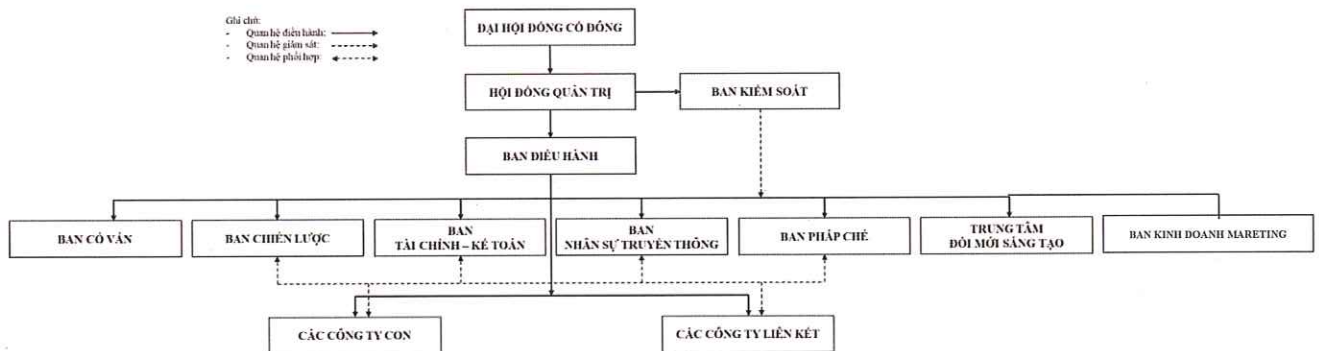 Ghi chú:
- Quan hệ điều hành:
- Quan hệ giám sát:
- Quan hệ phối hợp:
ĐẠI HỘI ĐỒNG CỔ ĐÔNG
HỘI ĐỒNG QUẢN TRỊ
BAN KIỂM SOÁT
BAN ĐIỀU HÀNH
BAN CỐ VẤN
BAN CHIẾN LƯỢC
BAN
TÀI CHÍNH – KẾ TOÁN
BAN
NHÂN SỰ TRUYỀN THÔNG
BAN PHÁP CHẾ
TRUNG TÂM
ĐỔI MỚI SÁNG TẠO
BAN KINH DOANH MARETING
CÁC CÔNG TY CON
CÁC CÔNG TY LIÊN KẾT